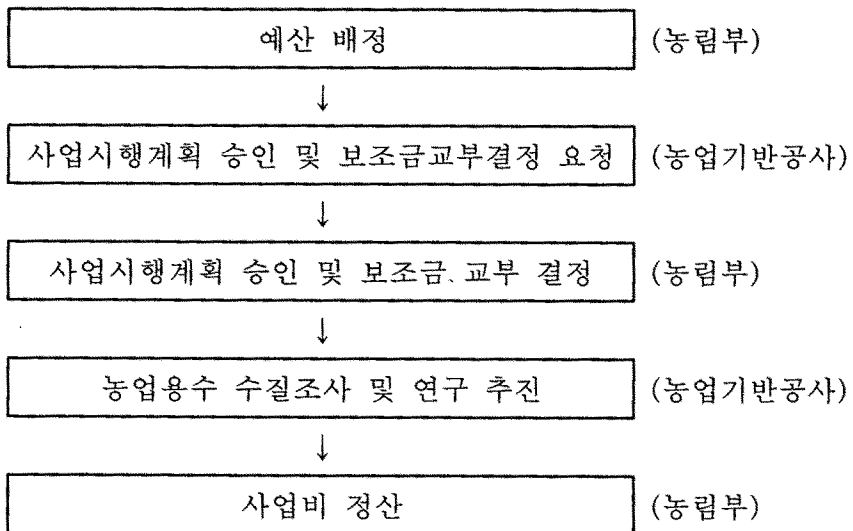 예산 배정 (농림부)
↓
사업시행계획 승인 및 보조금교부결정 요청 (농업기반공사)
↓
사업시행계획 승인 및 보조금 교부 결정 (농림부)
↓
농업용수 수질조사 및 연구 추진 (농업기반공사)
↓
사업비 정산 (농림부)